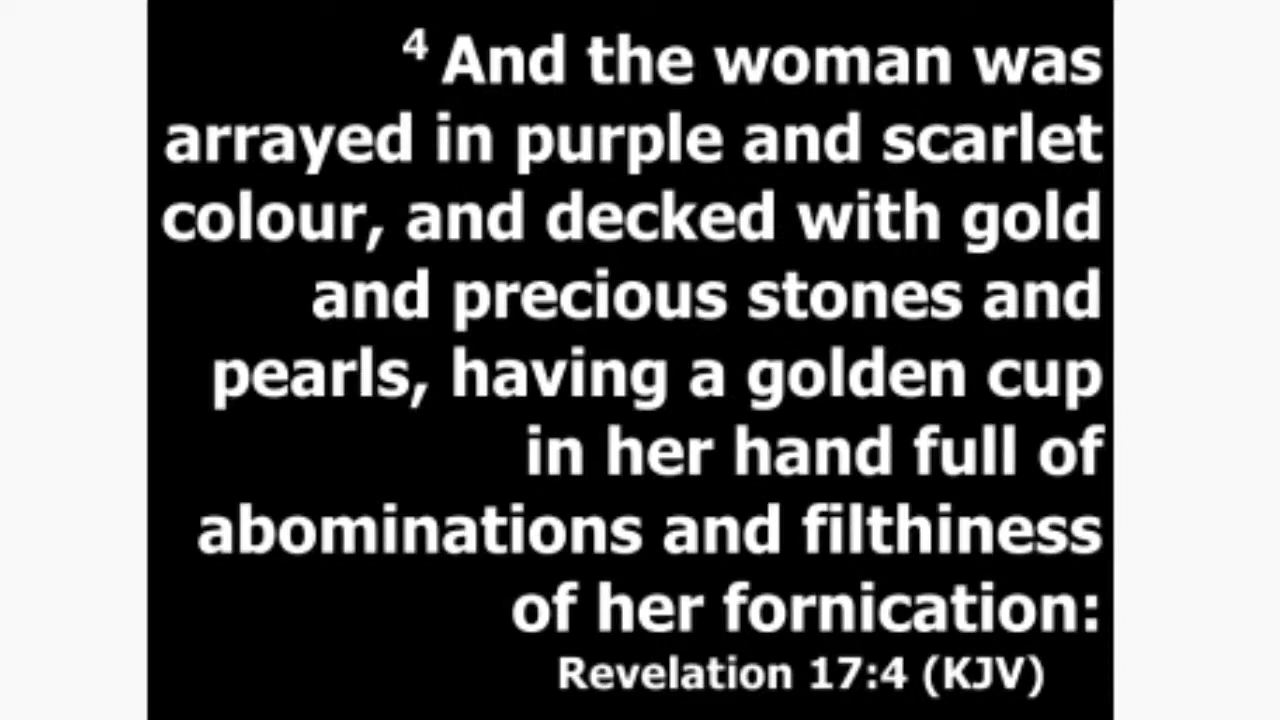 4 And the woman was
arrayed in purple and scarlet
colour, and decked with gold
and precious stones and
pearls, having a golden cup
in her hand full of
abominations and filthiness
of her fornication:
Revelation 17:4 (KJV)